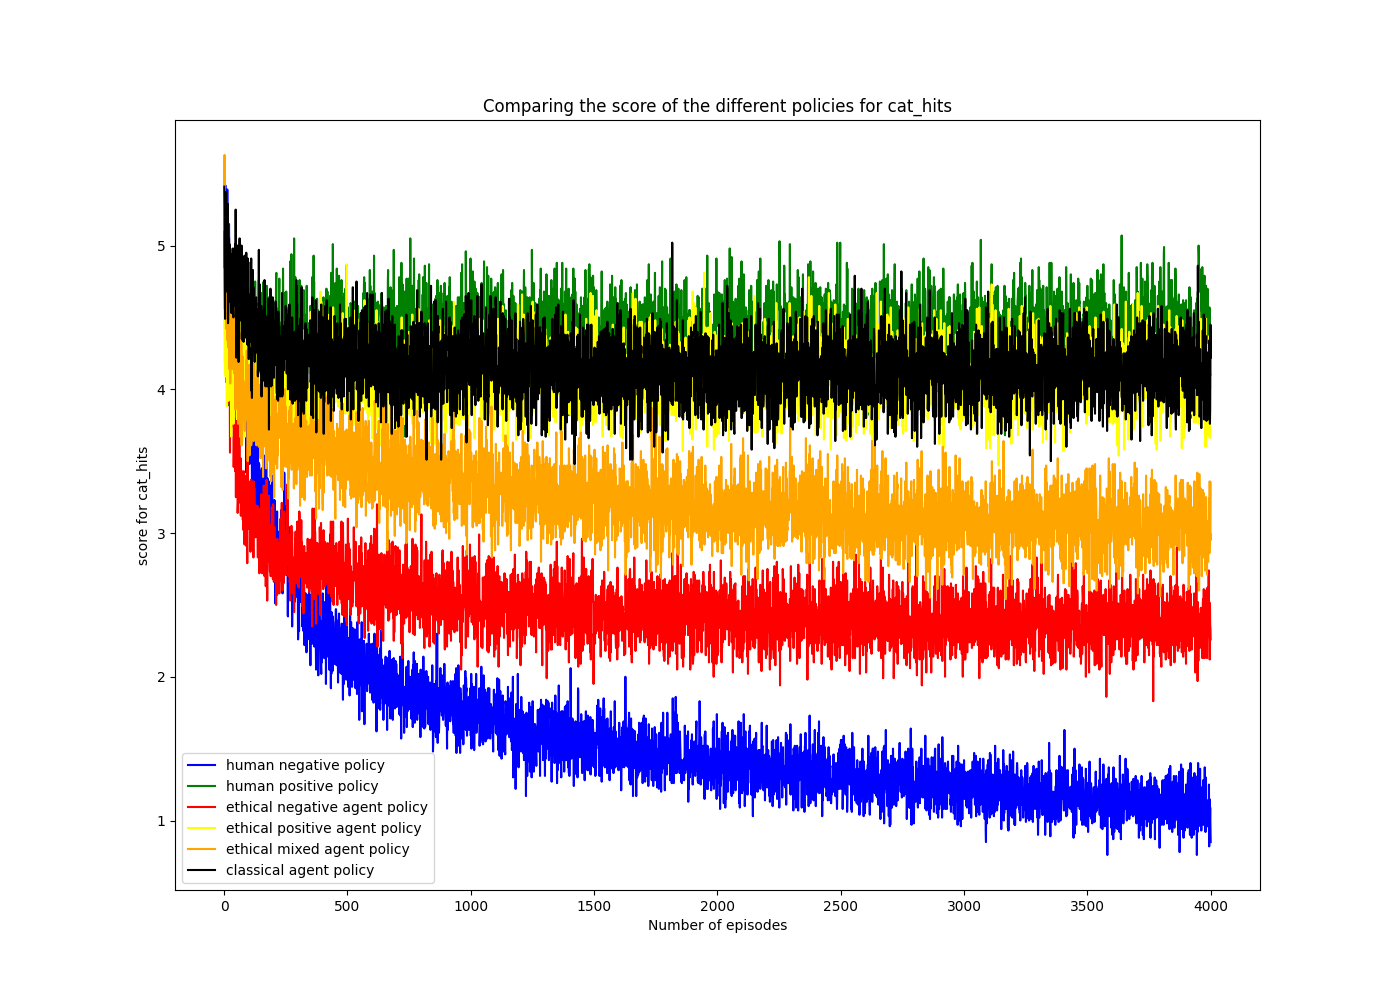 Comparing the score of the different policies for cat_hits
score for cat_hits
5
4
3
2
1
human negative policy
human positive policy
ethical negative agent policy
ethical positive agent policy
ethical mixed agent policy
classical agent policy
0 500 1000 1500 2000 2500 3000 3500 4000
Number of episodes